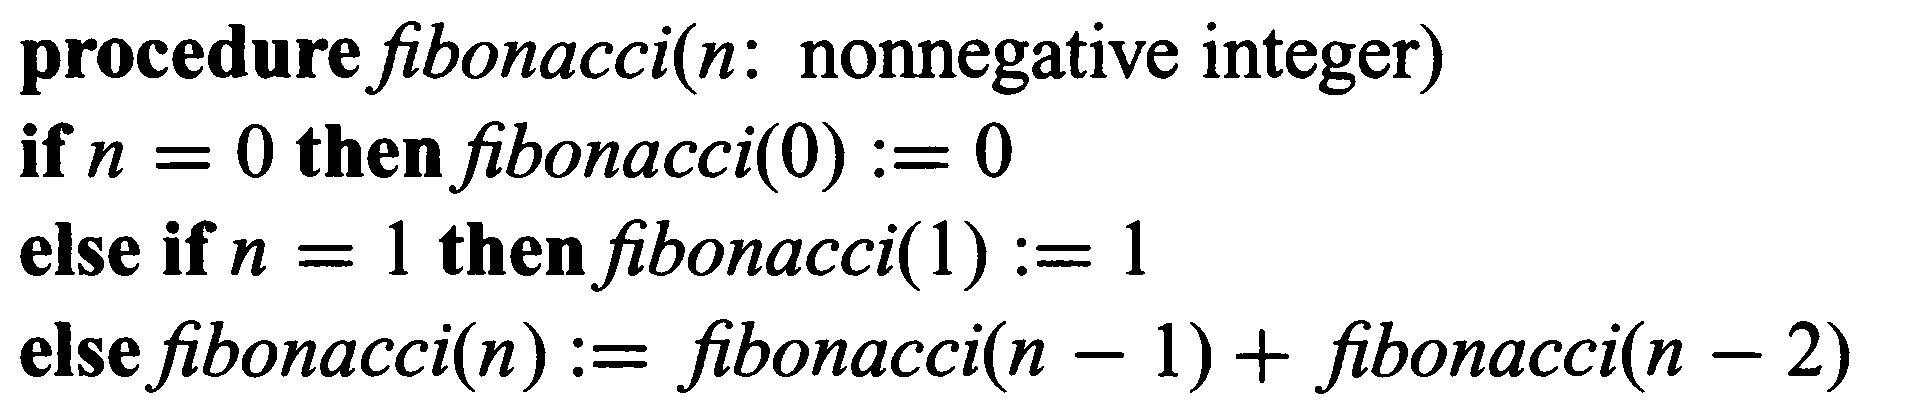 procedure fibonacci(n: nonnegative integer)
if n = 0 then fibonacci(0) := 0
else if n = 1 then fibonacci(1) := 1
else fibonacci(n) := fibonacci(n − 1) + fibonacci(n − 2)